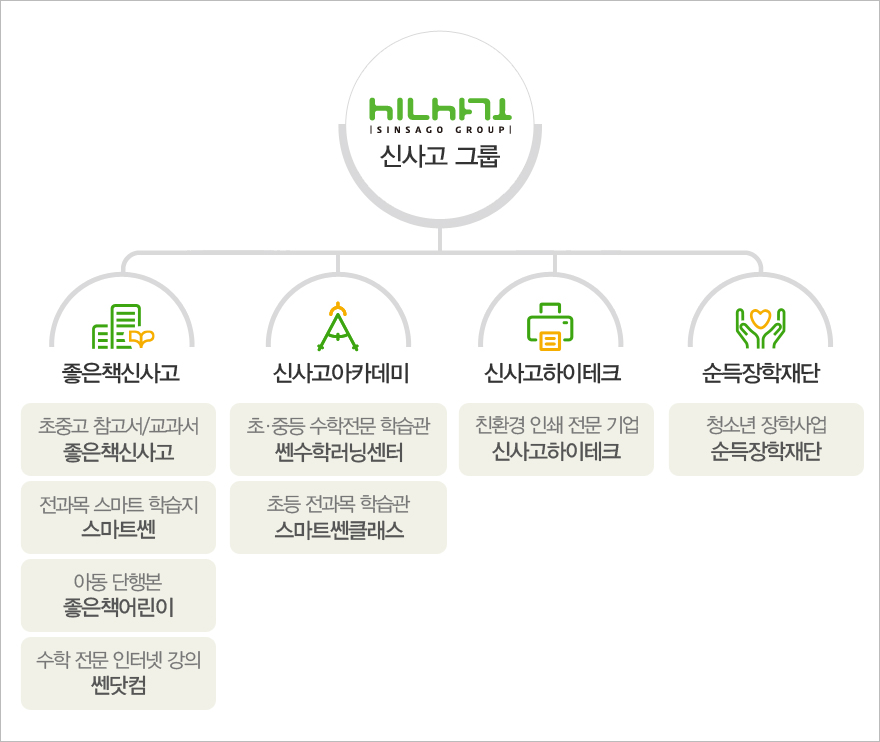 신사고
|SINSAGO GROUP|
신사고 그룹
좋은책신사고
초중고 참고서/교과서
좋은책신사고
전과목 스마트 학습지
스마트쎈
아동 단행본
좋은책어린이
수학 전문 인터넷 강의
쎈닷컴
신사고아카데미
초·중등 수학전문 학습관
쎈수학러닝센터
초등 전과목 학습관
스마트쎈클래스
신사고하이테크
친환경 인쇄 전문 기업
신사고하이테크
순득장학재단
청소년 장학사업
순득장학재단